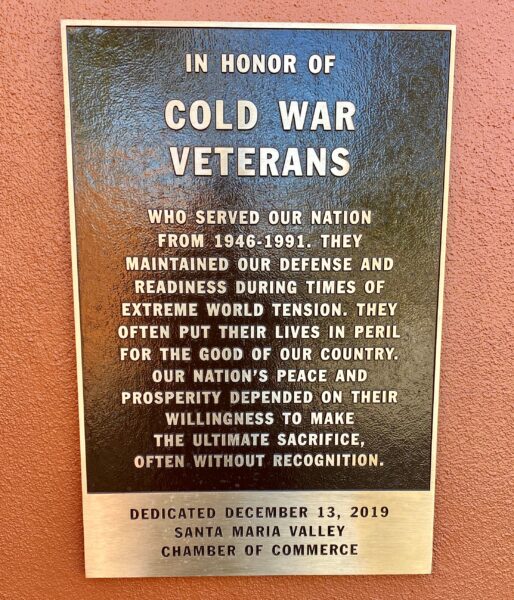 IN HONOR OF
COLD WAR
VETERANS
WHO SERVED OUR NATION
FROM 1946-1991. THEY
MAINTAINED OUR DEFENSE AND
READINESS DURING TIMES OF
EXTREME WORLD TENSION. THEY
OFTEN PUT THEIR LIVES IN PERIL
FOR THE GOOD OF OUR COUNTRY.
OUR NATION'S PEACE AND
PROSPERITY DEPENDED ON THEIR
WILLINGNESS TO MAKE
THE ULTIMATE SACRIFICE,
OFTEN WITHOUT RECOGNITION.
DEDICATED DECEMBER 13, 2019
SANTA MARIA VALLEY
CHAMBER OF COMMERCE